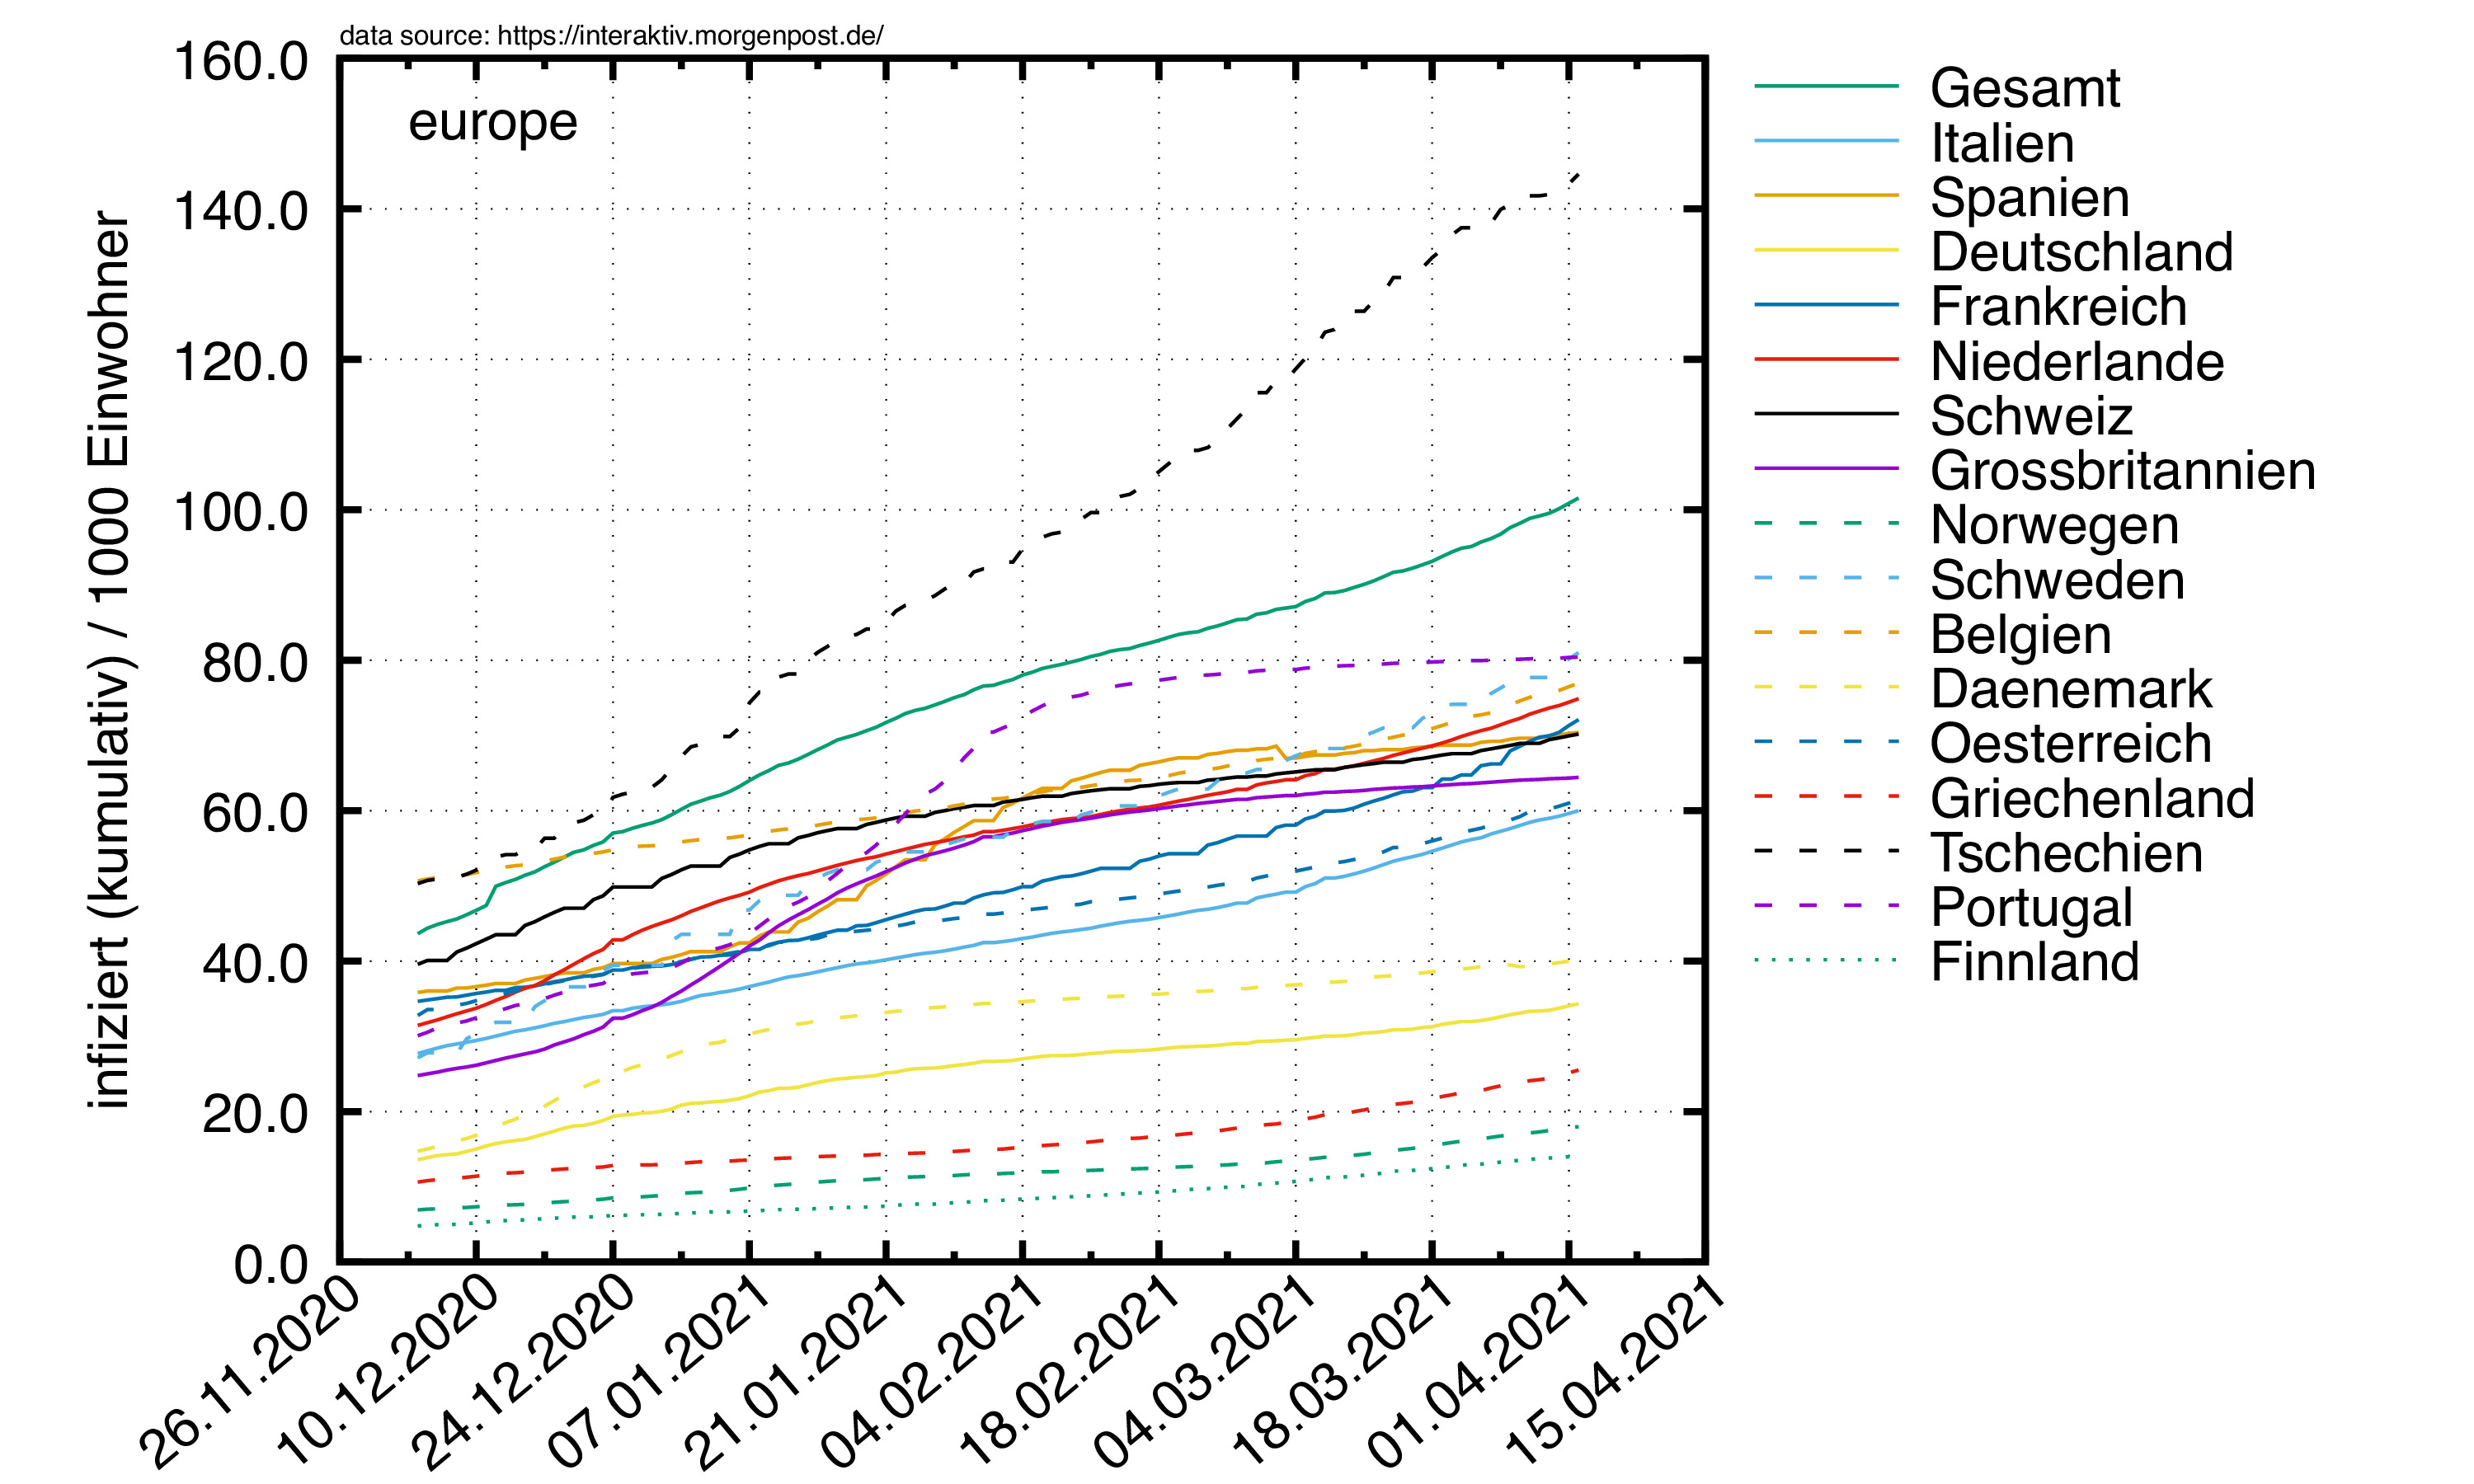 data source: https://interaktiv.morgenpost.de/
europe
infiziert (kumulativ) / 1000 Einwohner
160.0
140.0
120.0
100.0
80.0
60.0
40.0
20.0
0.0
26.11.2020
10.12.2020
24.12.2020
07.01.2021
21.01.2021
04.02.2021
18.02.2021
04.03.2021
18.03.2021
01.04.2021
15.04.2021
Gesamt
Italien
Spanien
Deutschland
Frankreich
Niederlande
Schweiz
Grossbritannien
Norwegen
Schweden
Belgien
Daenemark
Oesterreich
Griechenland
Tschechien
Portugal
Finnland